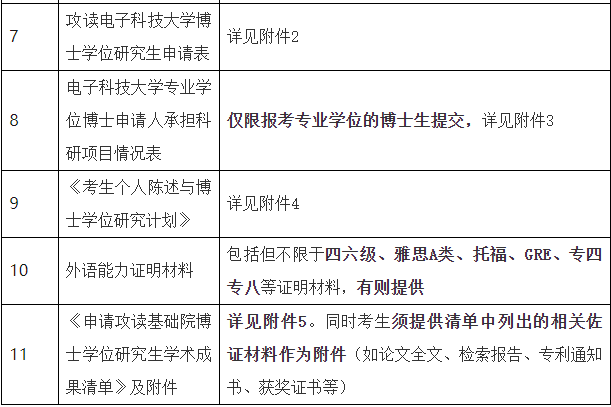 7
攻读电子科技大学博
士学位研究生申请表
详见附件2
8
电子科技大学专业学
位博士申请人承担科
研项目情况表
仅限报考专业学位的博士生提交，详见附件3
9
《考生个人陈述与博
士学位研究计划》
详见附件4
10
外语能力证明材料
包括但不限于四六级、雅思A类、托福、GRE、专四
专八等证明材料，有则提供
11
《申请攻读基础院博
士学位研究生学术成
果清单》及附件
详见附件5。同时考生须提供清单中列出的相关佐
证材料作为附件（如论文全文、检索报告、专利通知
书、获奖证书等）